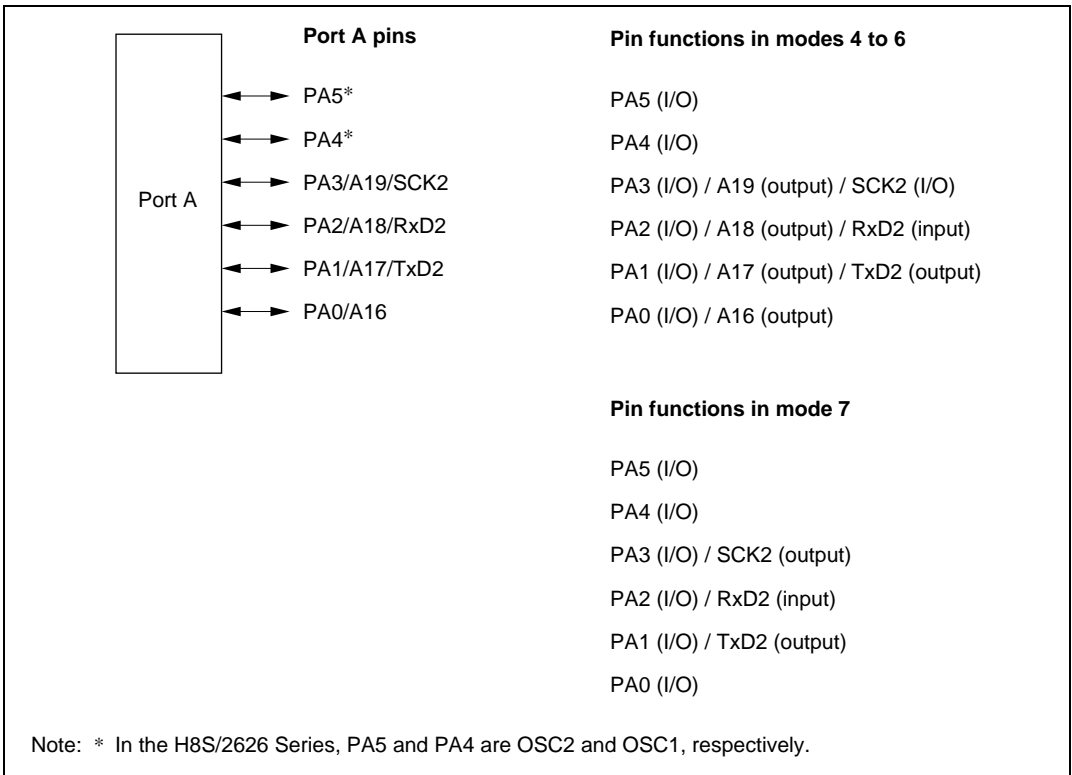 Port A pins
Pin functions in modes 4 to 6
Port A
PA5*
PA5 (I/O)
PA4*
PA4 (I/O)
PA3/A19/SCK2
PA3 (I/O) / A19 (output) / SCK2 (I/O)
PA2/A18/RxD2
PA2 (I/O) / A18 (output) / RxD2 (input)
PA1/A17/TxD2
PA1 (I/O) / A17 (output) / TxD2 (output)
PA0/A16
PA0 (I/O) / A16 (output)
Pin functions in mode 7
PA5 (I/O)
PA4 (I/O)
PA3 (I/O) / SCK2 (output)
PA2 (I/O) / RxD2 (input)
PA1 (I/O) / TxD2 (output)
PA0 (I/O)
Note: * In the H8S/2626 Series, PA5 and PA4 are OSC2 and OSC1, respectively.